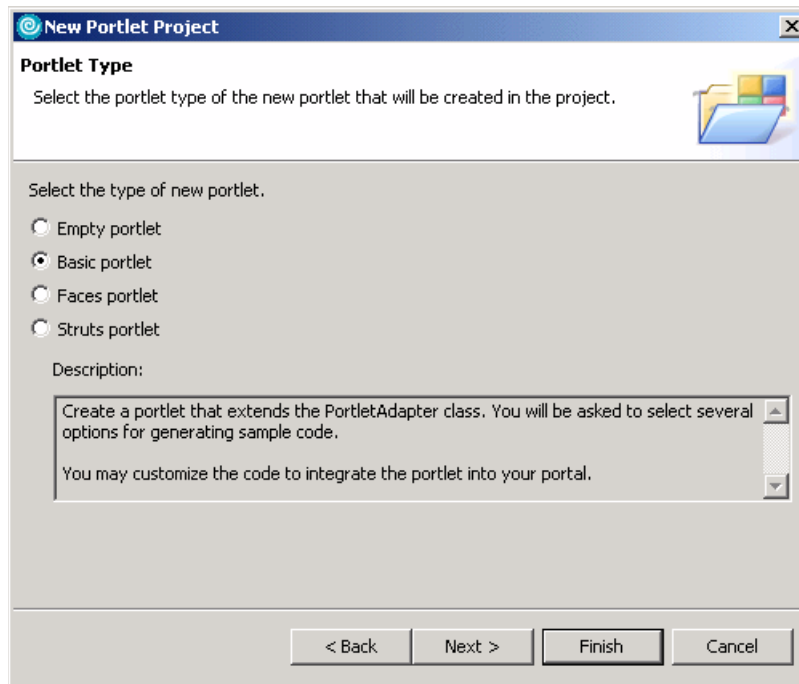 New Portlet Project
Portlet Type
Select the portlet type of the new portlet that will be created in the project.
Select the type of new portlet.
Empty portlet
Basic portlet
Faces portlet
Struts portlet
Description:
Create a portlet that extends the PortletAdapter class. You will be asked to select several
options for generating sample code.
You may customize the code to integrate the portlet into your portal.
< Back
Next >
Finish
Cancel